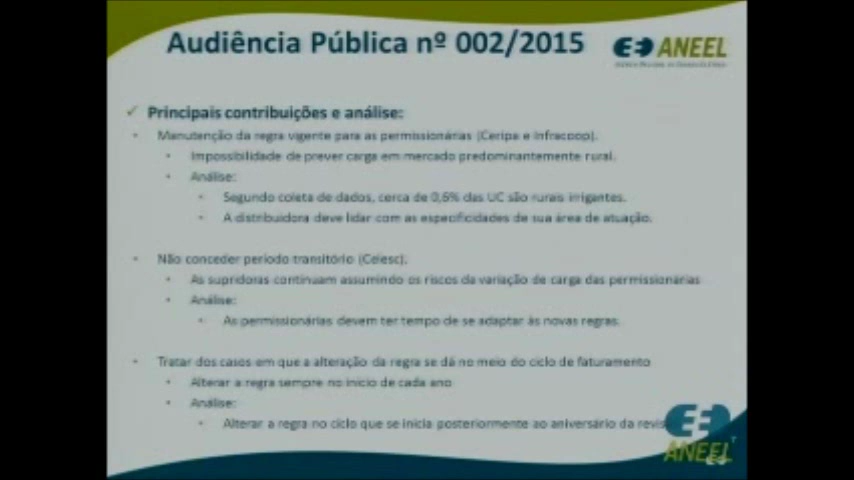 Audiência Pública nº 002/2015
ANEEL
Principais contribuições e análise:
Manutenção da regra vigente para as permissionárias (Ceripa e Infracoop).
Impossibilidade de prever carga em mercado predominantemente rural.
Análise:
Segundo coleta de dados, cerca de 0,6% das UC são rurais irrigantes.
A distribuidora deve lidar com as especificidades de sua área de atuação.
Não conceder período transitório (Celesc).
As supridoras continuam assumindo os riscos da variação de carga das permissionárias
Análise:
As permissionárias devem ter tempo de se adaptar às novas regras.
Tratar dos casos em que a alteração da regra se dá no meio do ciclo de faturamento
Alterar a regra sempre no início de cada ano
Análise:
Alterar a regra no ciclo que se inicia posteriormente ao aniversário da revis
ANEEL